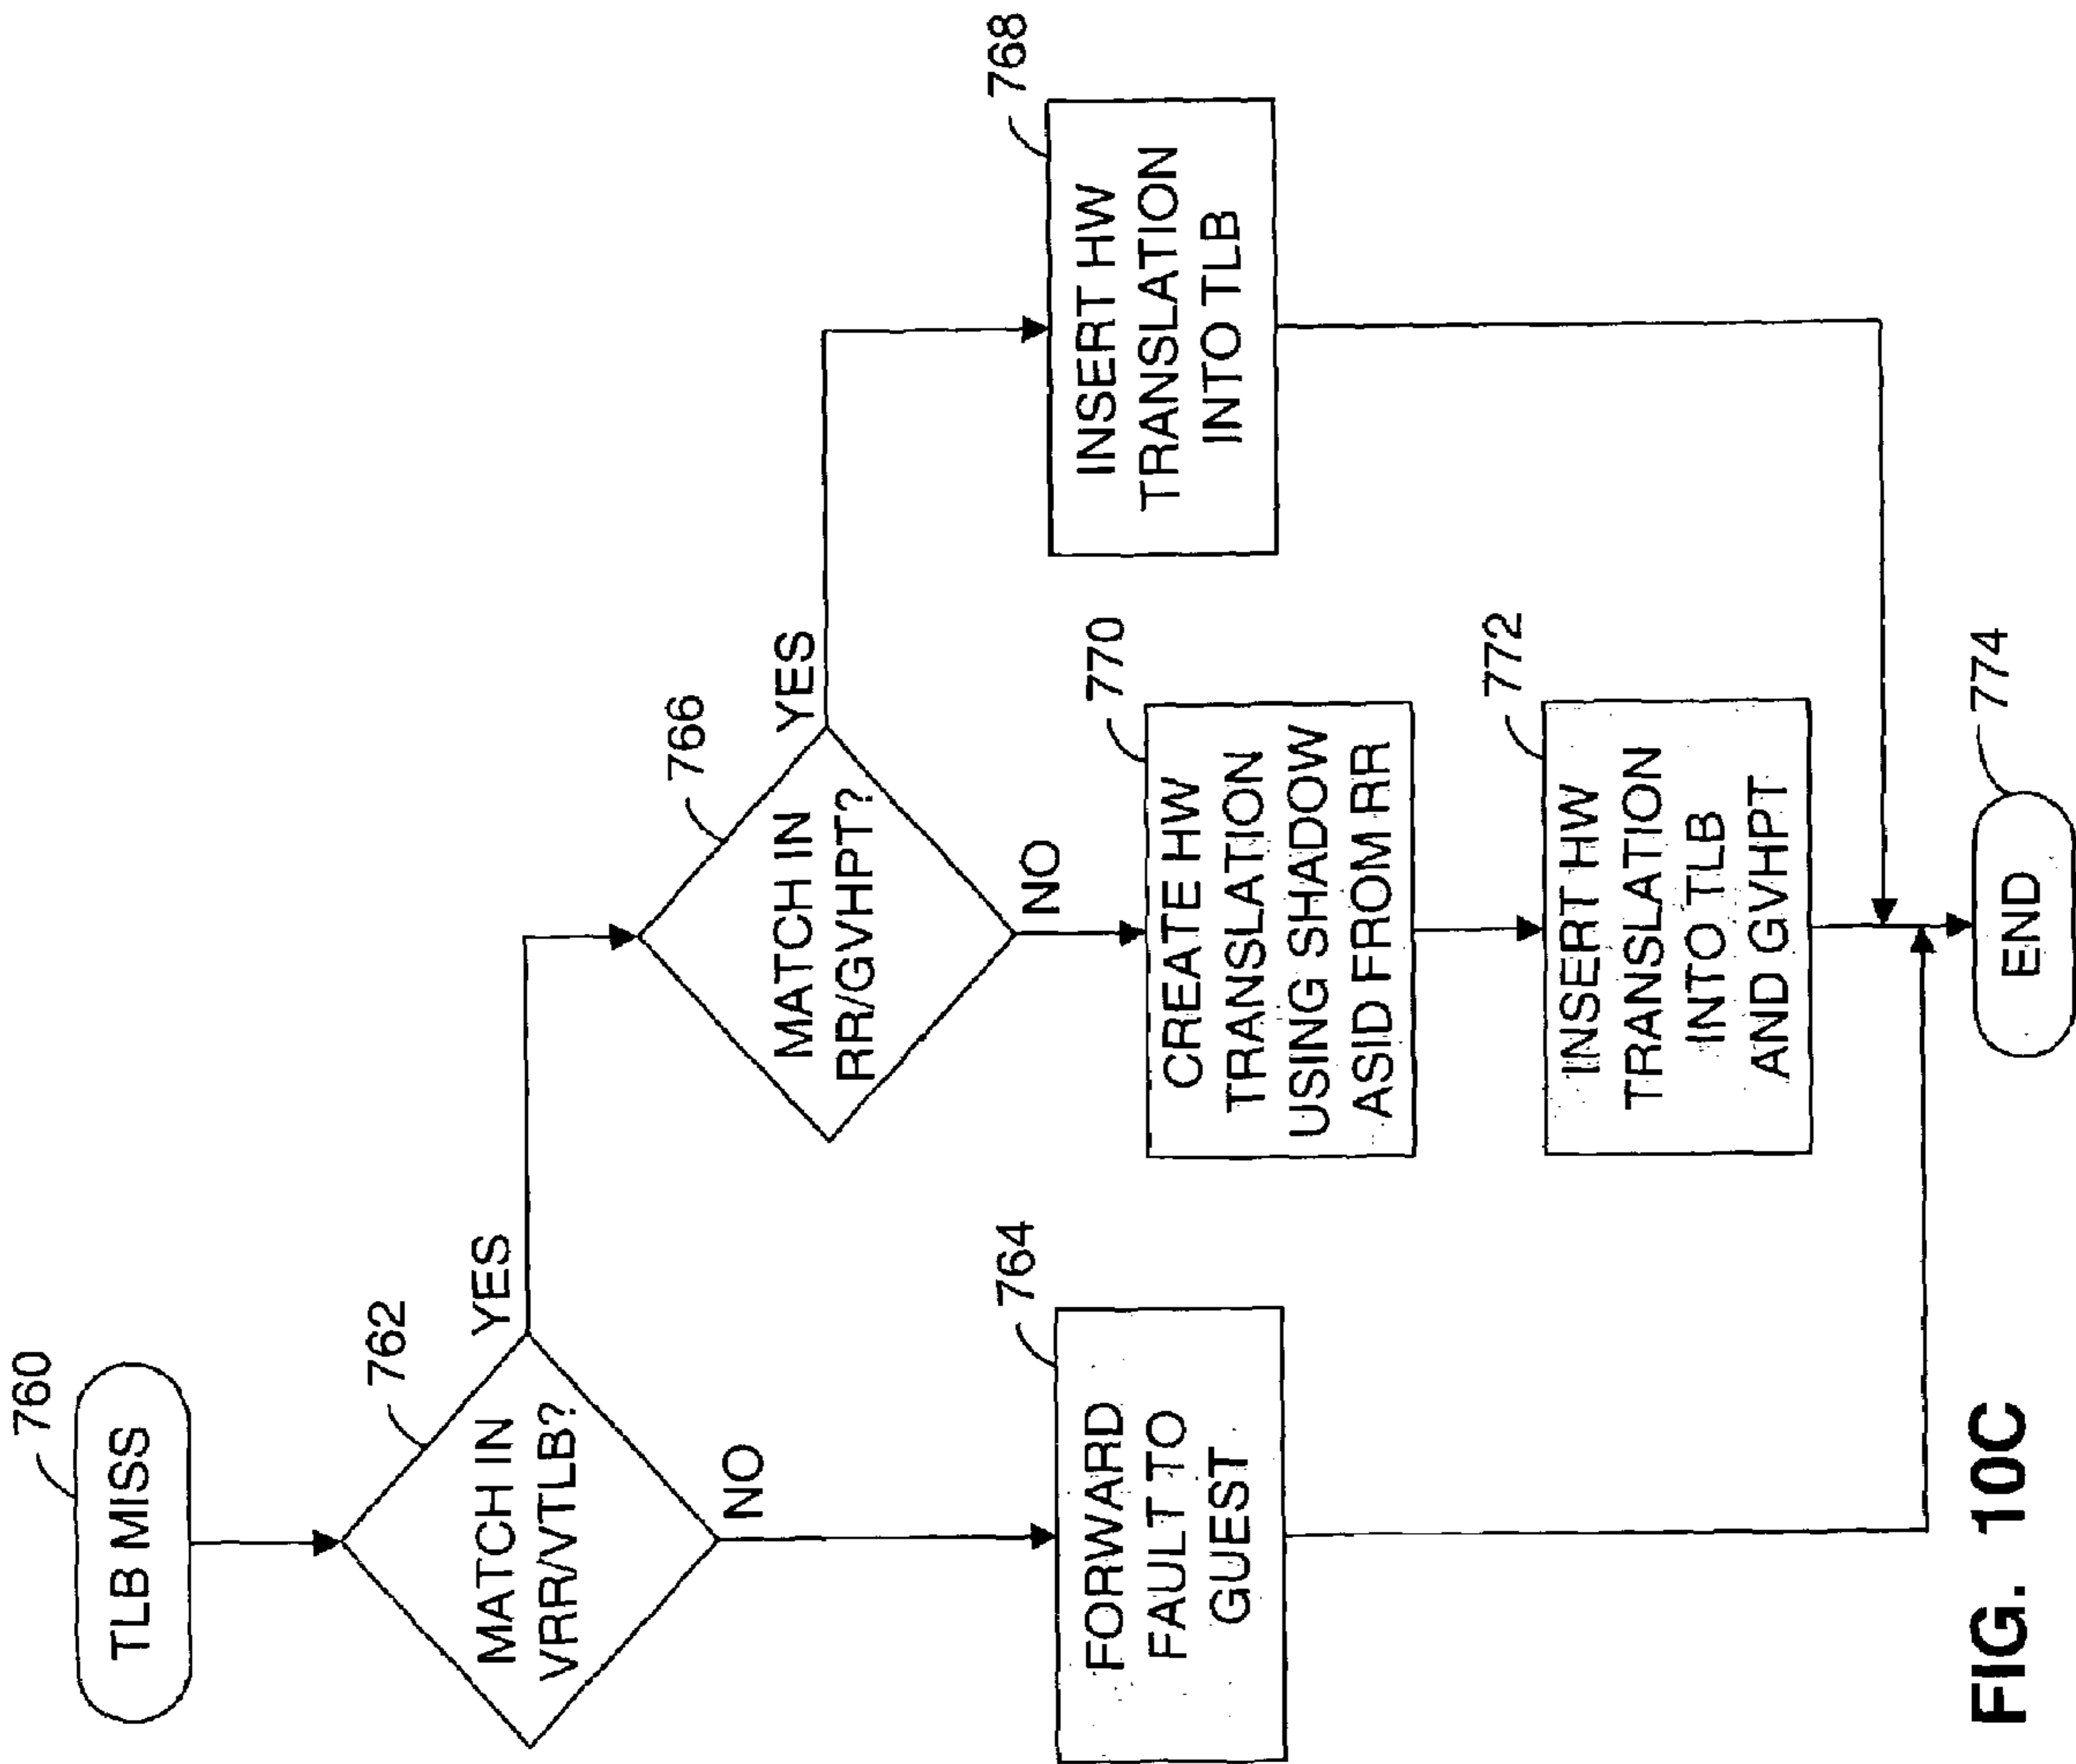 760
TLB MISS
762
MATCH IN
VRR/VTLB?
YES
NO
764
FORWARD
FAULT TO
GUEST
766
MATCH IN
RR/GVHPT?
YES
NO
768
INSERT HW
TRANSLATION
INTO TLB
770
CREATE HW
TRANSLATION
USING SHADOW
ASID FROM RR
772
INSERT HW
TRANSLATION
INTO TLB
AND GVHPT
774
END
FIG. 10C